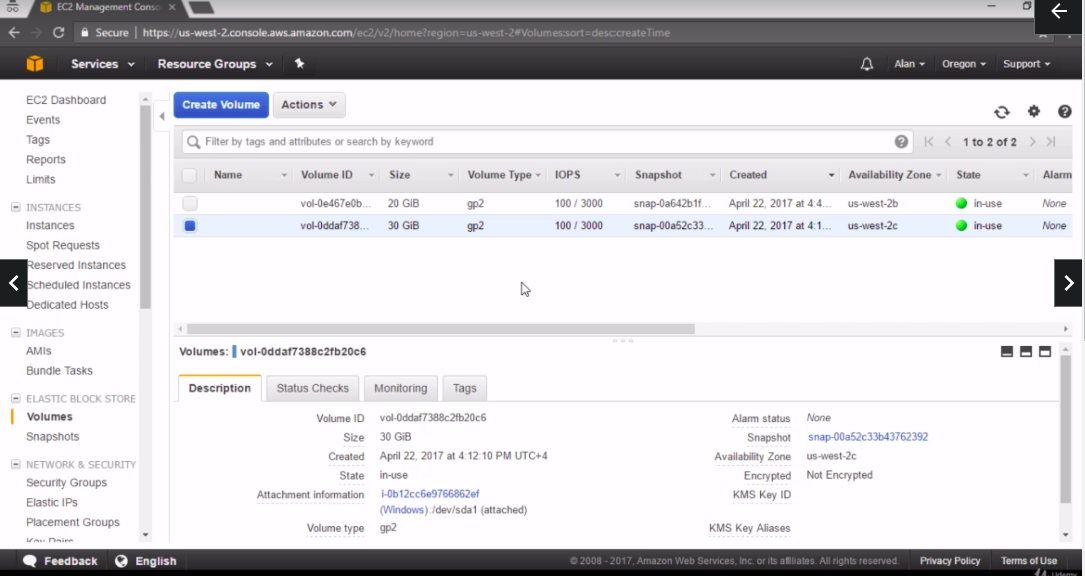 EC2 Management Conso
Secure https://us-west-2.console.aws.amazon.com/ec2/v2/home?region=us-west-2#Volumes:sort=desc:createTime
Services Resource Groups Alan Oregon Support
EC2 Dashboard
Events
Tags
Reports
Limits
INSTANCES
Instances
Spot Requests
Reserved Instances
Scheduled Instances
Dedicated Hosts
IMAGES
AMIs
Bundle Tasks
ELASTIC BLOCK STORE
Volumes
Snapshots
NETWORK & SECURITY
Security Groups
Elastic IPs
Placement Groups
Key Pairs
Create Volume Actions
Filter by tags and attributes or search by keyword 1 to 2 of 2
Name Volume ID Size Volume Type IOPS Snapshot Created Availability Zone State Alarm
vol-0e467e0b... 20 GiB gp2 100 / 3000 snap-0a642b1f... April 22, 2017 at 4:4... us-west-2b in-use None
vol-0ddaf738... 30 GiB gp2 100 / 3000 snap-00a52c33... April 22, 2017 at 4:1... us-west-2c in-use None
Volumes: vol-0ddaf7388c2fb20c6
Description Status Checks Monitoring Tags
Volume ID vol-0ddaf7388c2fb20c6 Alarm status None
Size 30 GiB Snapshot snap-00a52c33b43762392
Created April 22, 2017 at 4:12:10 PM UTC+4 Availability Zone us-west-2c
State in-use Encrypted Not Encrypted
Attachment information i-0b12cc6e9766862ef KMS Key ID
(Windows):/dev/sda1 (attached)
Volume type gp2 KMS Key Aliases
Feedback English © 2008 - 2017, Amazon Web Services, Inc. or its affiliates. All rights reserved. Privacy Policy Terms of Use
Udemy